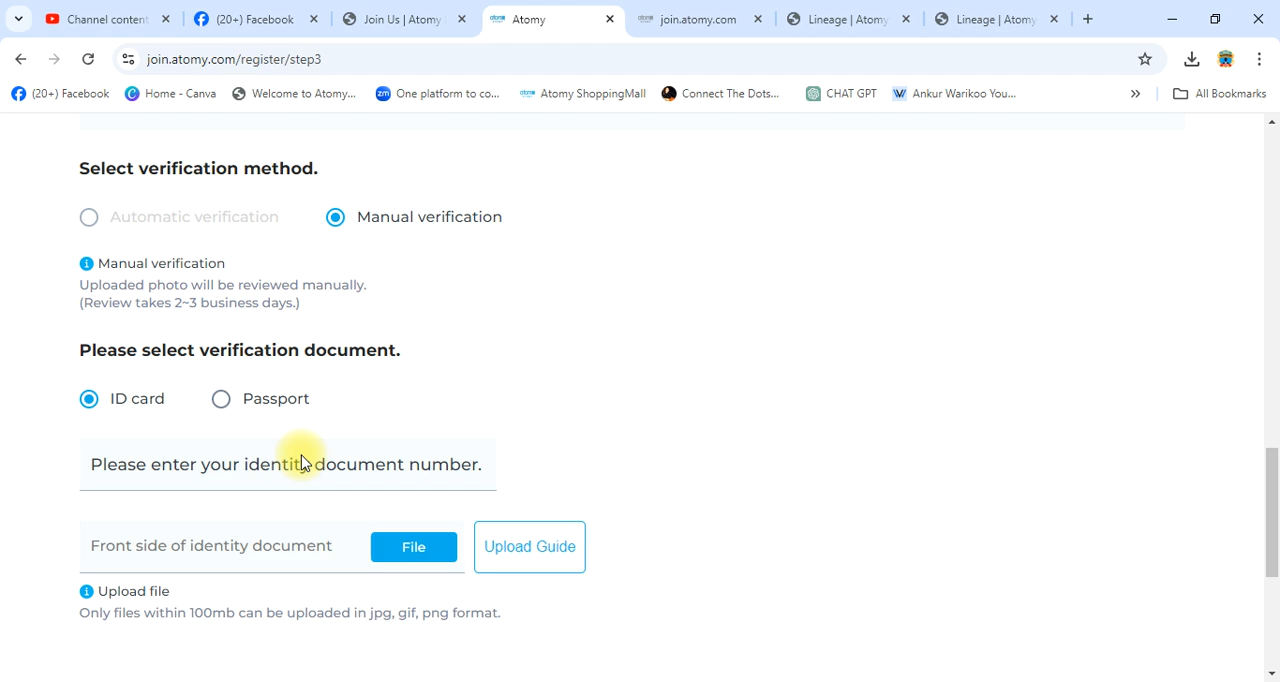 Channel content
(20+) Facebook
Join Us | Atomy
Atomy
join.atomy.com
Lineage | Atomy
Lineage | Atomy
join.atomy.com/register/step3
(20+) Facebook
Home - Canva
Welcome to Atomy...
One platform to co...
Atomy ShoppingMall
Connect The Dots...
CHAT GPT
Ankur Warikoo You...
»
All Bookmarks
Select verification method.
Automatic verification
Manual verification
Manual verification
Uploaded photo will be reviewed manually.
(Review takes 2~3 business days.)
Please select verification document.
ID card
Passport
Please enter your identity document number.
Front side of identity document
File
Upload Guide
Upload file
Only files within 100mb can be uploaded in jpg, gif, png format.